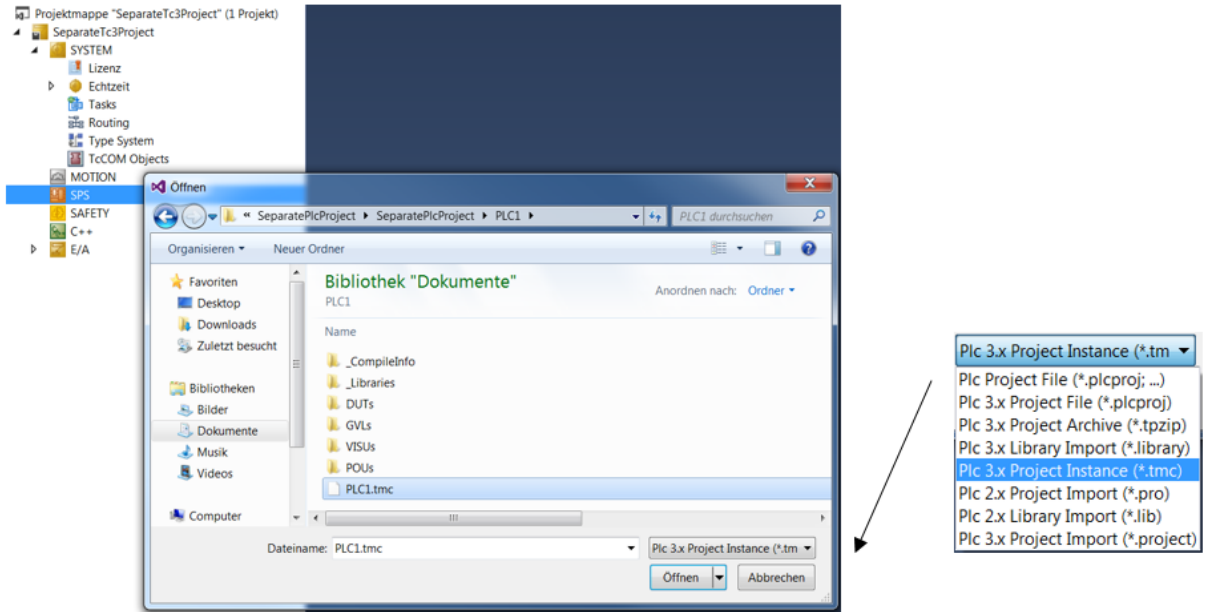 Projektmappe "SeparateTc3Project" (1 Projekt)
SeparateTc3Project
SYSTEM
Lizenz
Echtzeit
Tasks
Routing
Type System
TcCOM Objects
MOTION
SPS
SAFETY
C++
E/A
Öffnen
« SeparatePlcProject SeparatePlcProject PLC1
PLC1 durchsuchen
Organisieren Neuer Ordner
Favoriten
Desktop
Downloads
Zuletzt besucht
Bibliotheken
Bilder
Dokumente
Musik
Videos
Computer
Bibliothek "Dokumente"
PLC1
Anordnen nach: Ordner
Name
_CompileInfo
_Libraries
DUTs
GVLs
VISUs
POUs
PLC1.tmc
Dateiname: PLC1.tmc
Plc 3.x Project Instance (*.tm
Öffnen Abbrechen
Plc 3.x Project Instance (*.tm
Plc Project File (*.plcproj; ...)
Plc 3.x Project File (*.plcproj)
Plc 3.x Project Archive (*.tpzip)
Plc 3.x Library Import (*.library)
Plc 3.x Project Instance (*.tmc)
Plc 2.x Project Import (*.pro)
Plc 2.x Library Import (*.lib)
Plc 3.x Project Import (*.project)